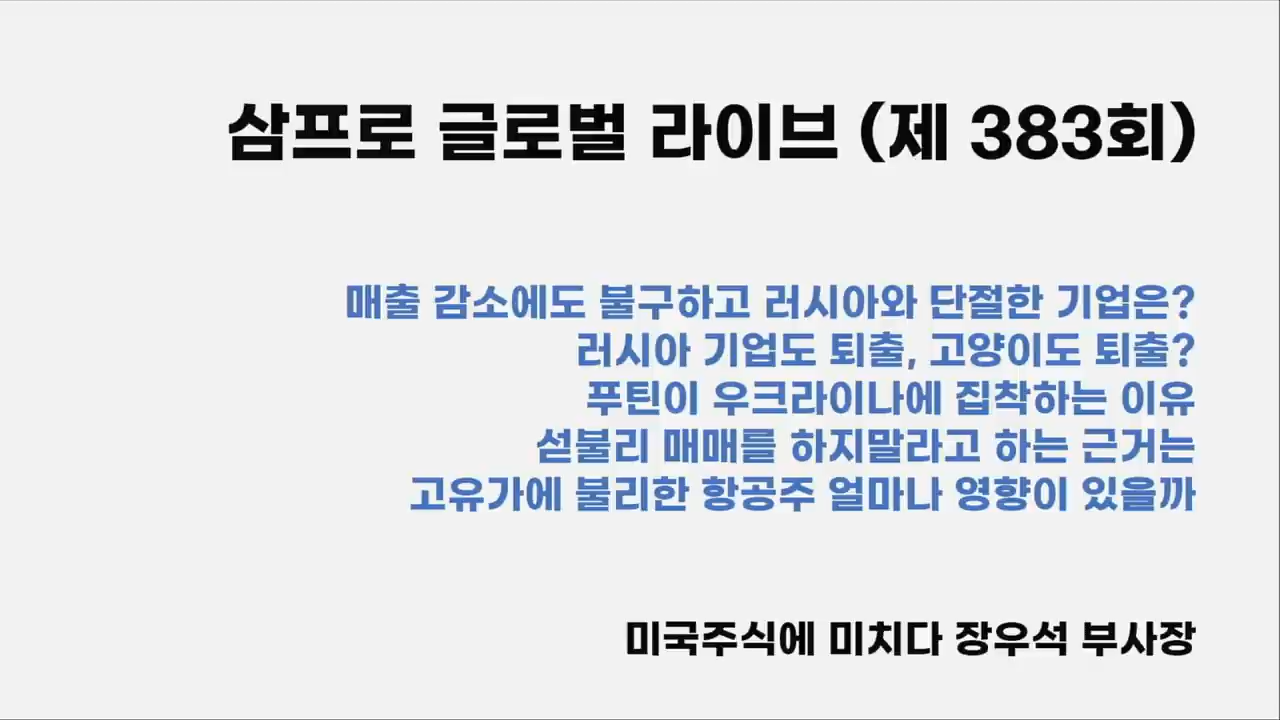 삼프로 글로벌 라이브 (제 383회)
매출 감소에도 불구하고 러시아와 단절한 기업은?
러시아 기업도 퇴출, 고양이도 퇴출?
푸틴이 우크라이나에 집착하는 이유
섣불리 매매를 하지말라고 하는 근거는
고유가에 불리한 항공주 얼마나 영향이 있을까
미국주식에 미치다 장우석 부사장